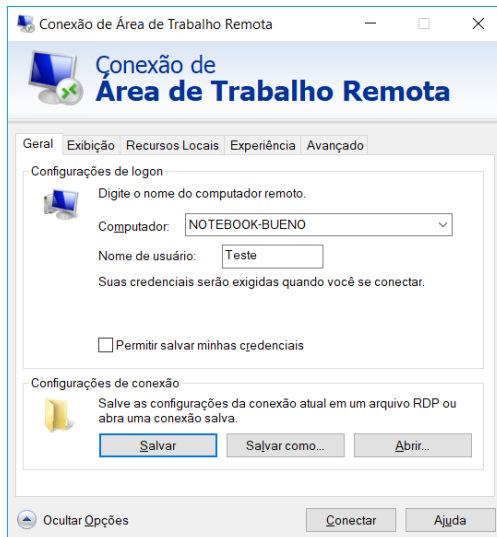 Conexão de Área de Trabalho Remota
Conexão de
Área de Trabalho Remota
Geral Exibição Recursos Locais Experiência Avançado
Configurações de logon
Digite o nome do computador remoto.
Computador: NOTEBOOK-BUENO
Nome de usuário: Teste
Suas credenciais serão exigidas quando você se conectar.
Permitir salvar minhas credenciais
Configurações de conexão
Salve as configurações da conexão atual em um arquivo RDP ou
abra uma conexão salva.
Salvar Salvar como... Abrir...
Ocultar Opções Conectar Ajuda